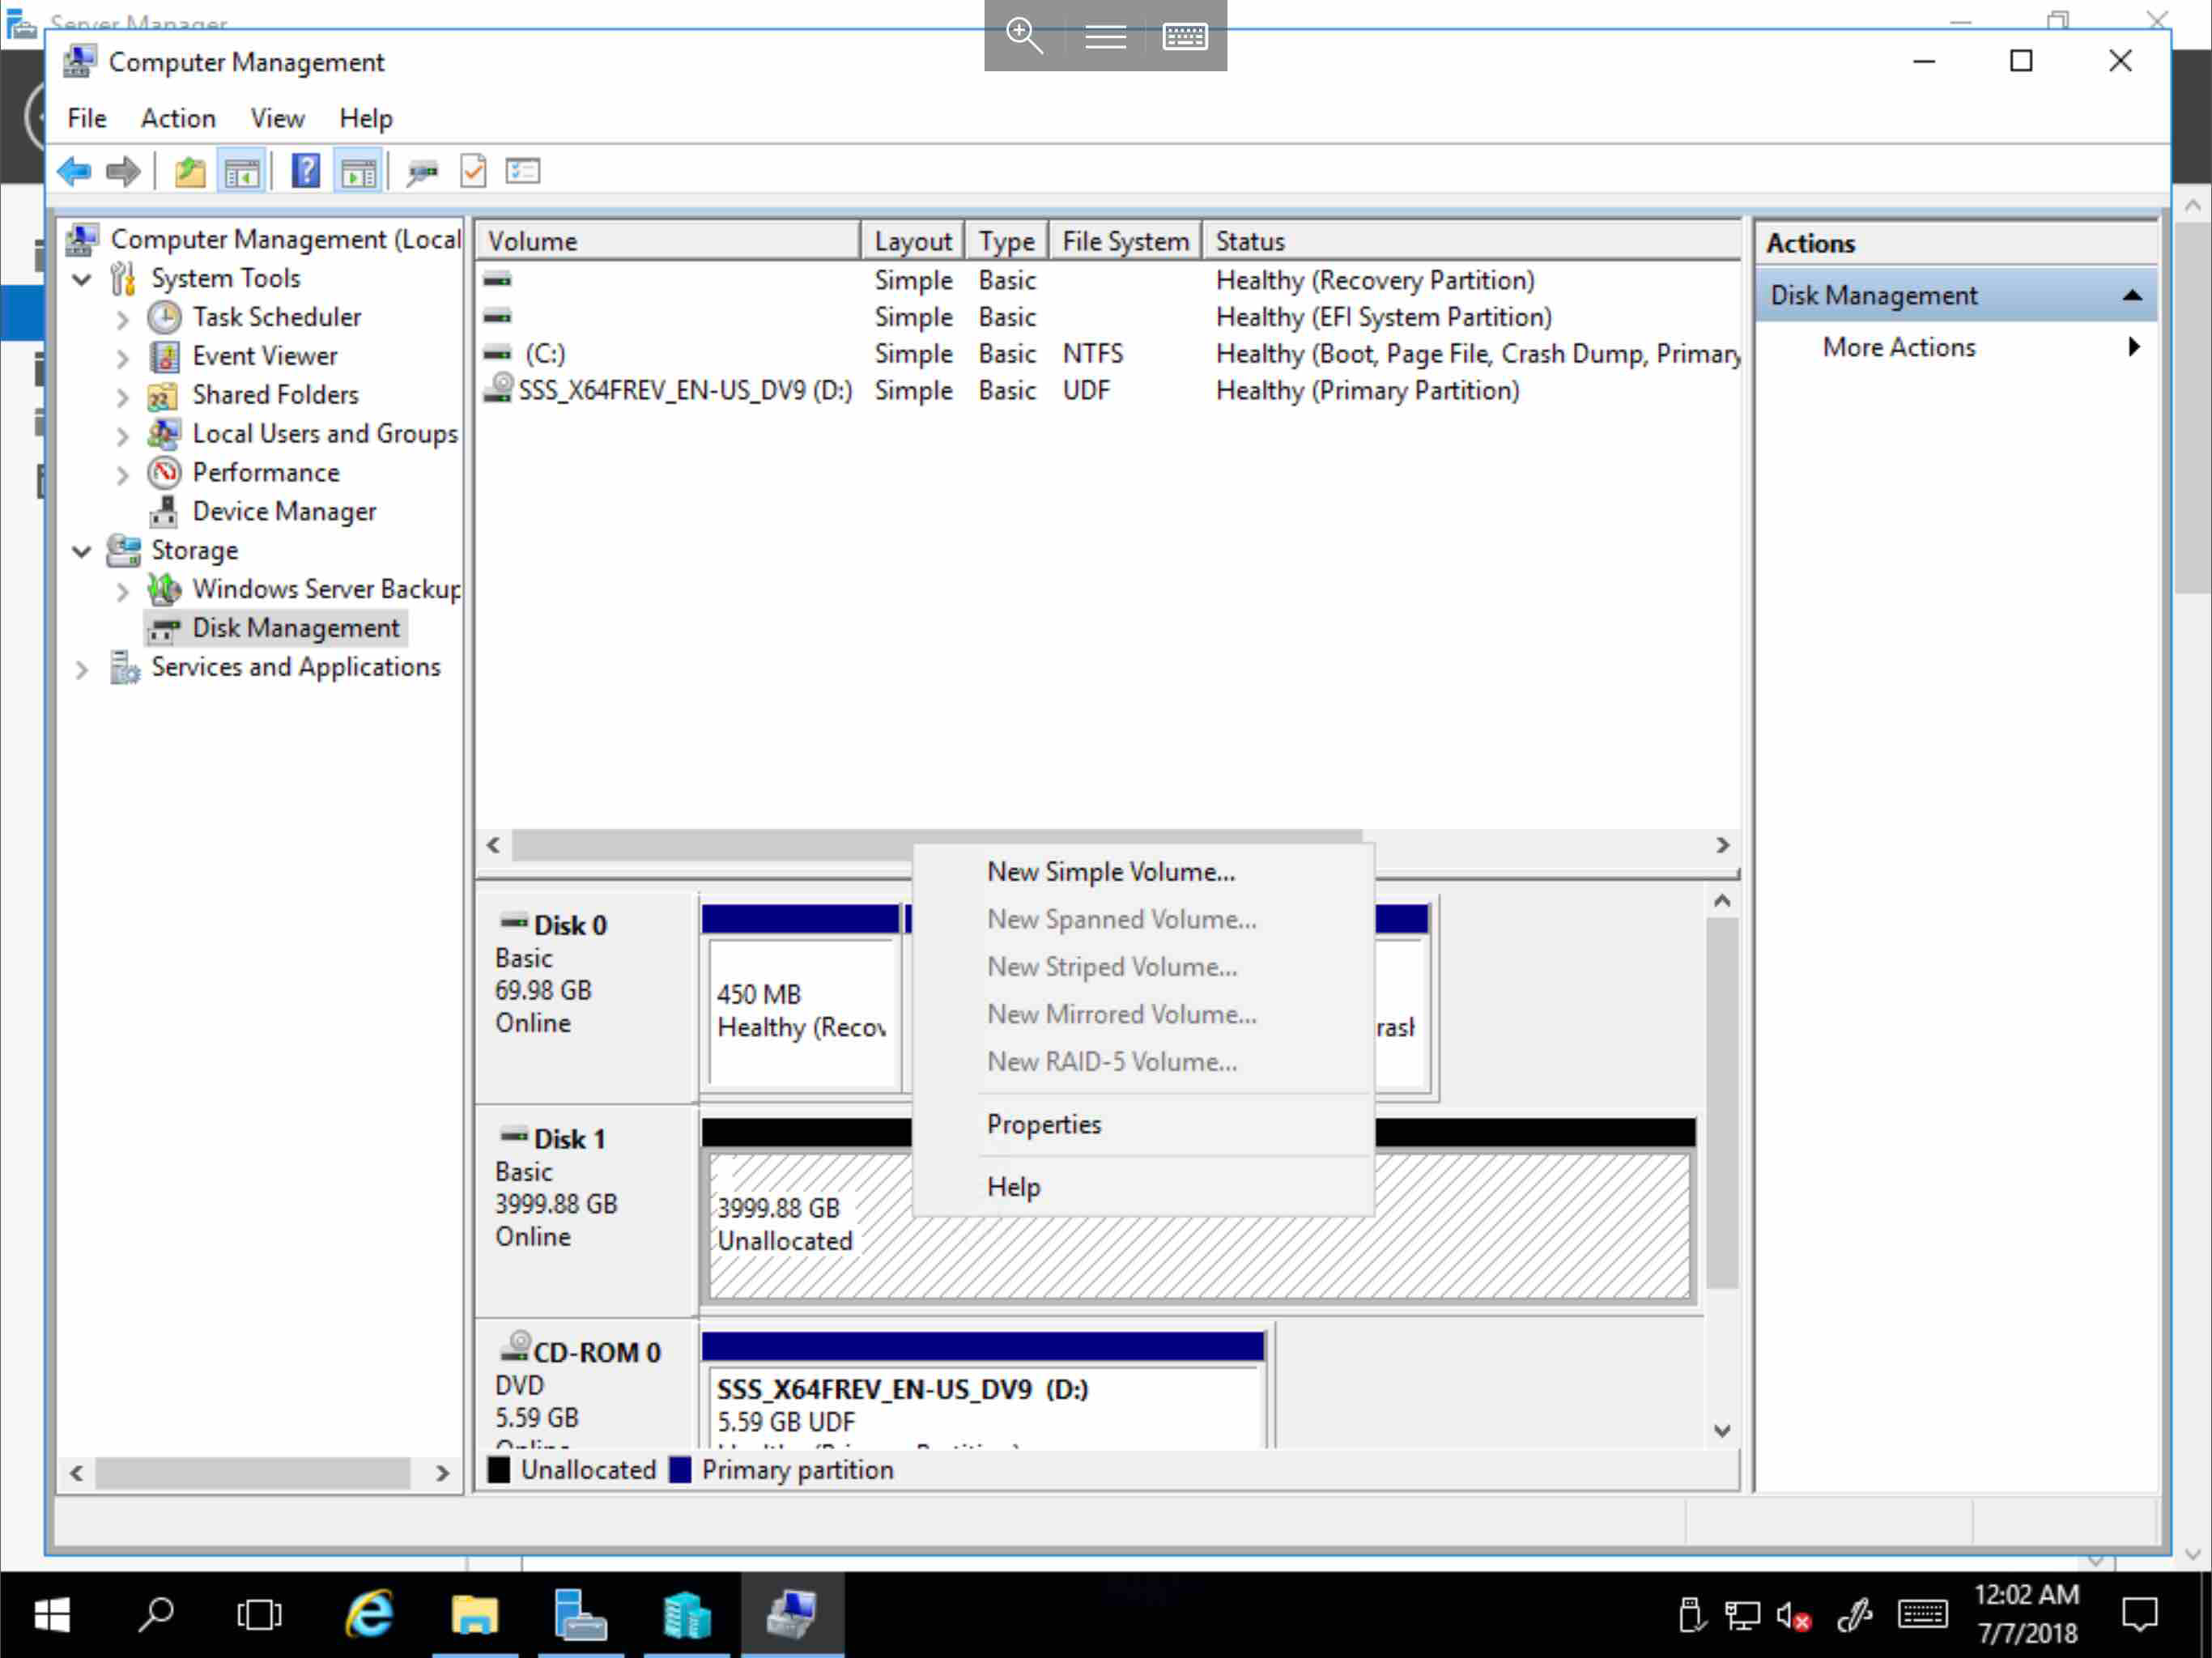 Server Manager
Computer Management
File Action View Help
Computer Management (Local
System Tools
Task Scheduler
Event Viewer
Shared Folders
Local Users and Groups
Performance
Device Manager
Storage
Windows Server Backup
Disk Management
Services and Applications
Volume Layout Type File System Status
Simple Basic Healthy (Recovery Partition)
Simple Basic Healthy (EFI System Partition)
(C:) Simple Basic NTFS Healthy (Boot, Page File, Crash Dump, Primary
SSS_X64FREV_EN-US_DV9 (D:) Simple Basic UDF Healthy (Primary Partition)
Actions
Disk Management
More Actions
New Simple Volume...
New Spanned Volume...
New Striped Volume...
New Mirrored Volume...
New RAID-5 Volume...
Properties
Help
Disk 0
Basic
69.98 GB
Online
450 MB
Healthy (Recov
rash
Disk 1
Basic
3999.88 GB
Online
3999.88 GB
Unallocated
CD-ROM 0
DVD
5.59 GB
Online
SSS_X64FREV_EN-US_DV9 (D:)
5.59 GB UDF
Healthy (Primary Partition)
Unallocated Primary partition
12:02 AM
7/7/2018